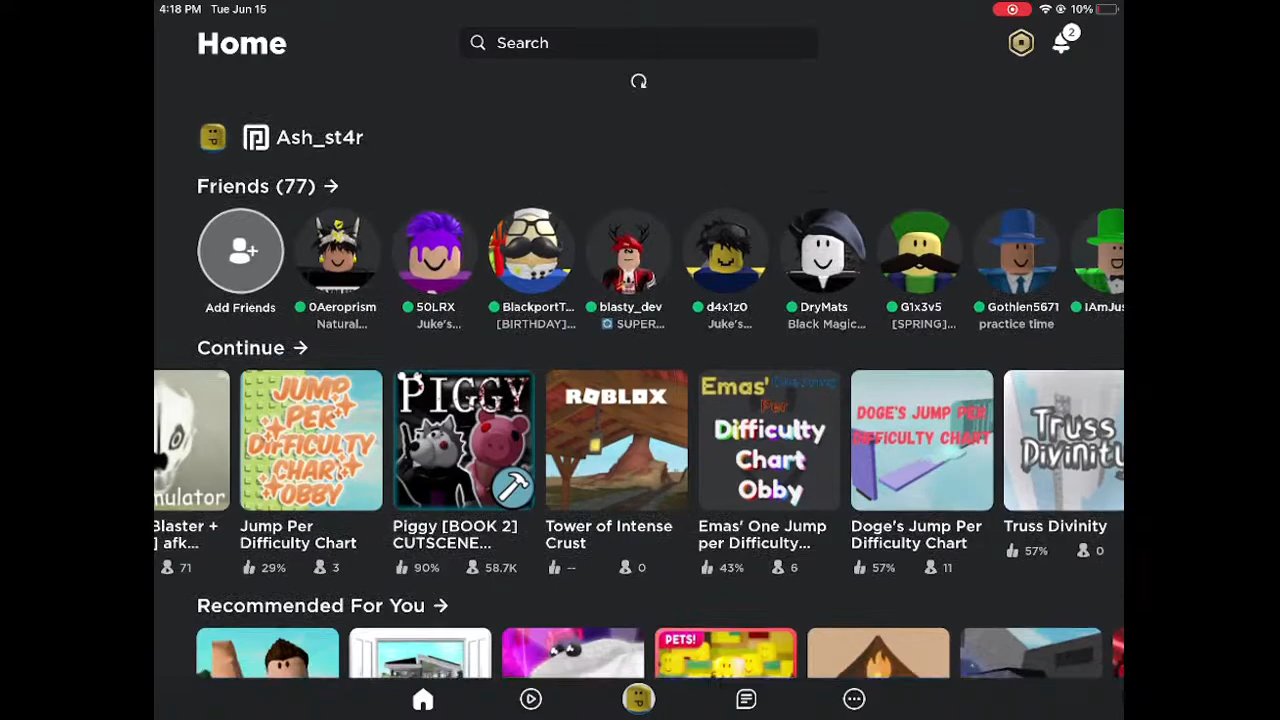 4:18 PM Tue Jun 15
10%
Home
Search
2
Ash_st4r
Friends (77) →
Add Friends
0Aeroprism
Natural...
50LRX
Juke's...
BlackportT...
[BIRTHDAY]...
blasty_dev
SUPER...
d4x1z0
Juke's...
DryMats
Black Magic...
G1x3v5
[SPRING]...
Gothlen5671
practice time
IAmJus
Continue →
mulator
Blaster +
] afk...
71
JUMP
PER
DIFFICULTY
CHART
OBBY
Jump Per
Difficulty Chart
29% 3
PIGGY
Piggy [BOOK 2]
CUTSCENE...
90% 58.7K
ROBLOX
Tower of Intense
Crust
-- 0
Emas' One Jump
Per
Difficulty
Chart
Obby
Emas' One Jump
per Difficulty...
43% 6
DOGE'S JUMP PER
DIFFICULTY CHART
Doge's Jump Per
Difficulty Chart
57% 11
Truss
Divinity
Truss Divinity
57% 0
Recommended For You →
PETS!